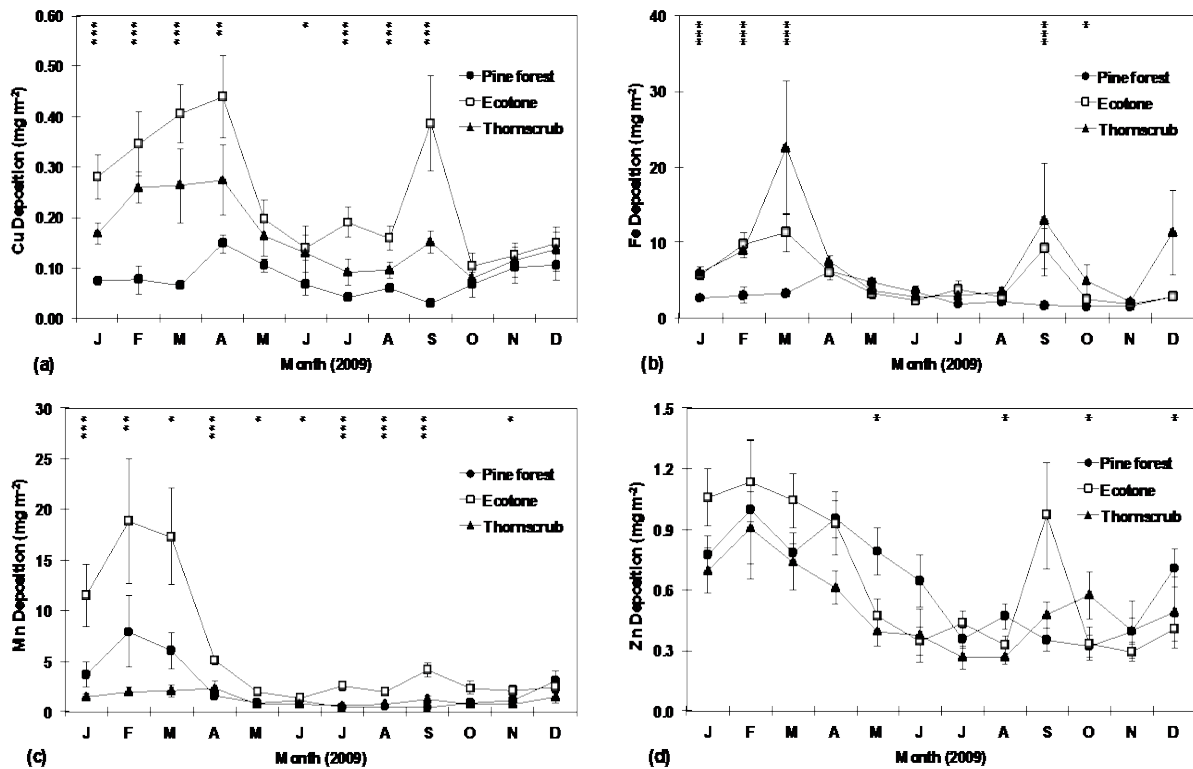 *** *** *** ** * *** *** ***
0.60
0.50
0.40
0.30
0.20
0.10
0.00
Cu Deposition (mg m⁻²)
Pine forest
Ecotone
Thornscrub
J F M A M J J A S O N D
(a) Month (2009)
*** *** *** *** *
40
30
20
10
0
Fe Deposition (mg m⁻²)
Pine forest
Ecotone
Thornscrub
J F M A M J J A S O N D
(b) Month (2009)
*** ** * *** * * *** *** *** *
30
25
20
15
10
5
0
Mn Deposition (mg m⁻²)
Pine forest
Ecotone
Thornscrub
J F M A M J J A S O N D
(c) Month (2009)
* * * *
1.5
1.2
0.9
0.6
0.3
0.0
Zn Deposition (mg m⁻²)
Pine forest
Ecotone
Thornscrub
J F M A M J J A S O N D
(d) Month (2009)